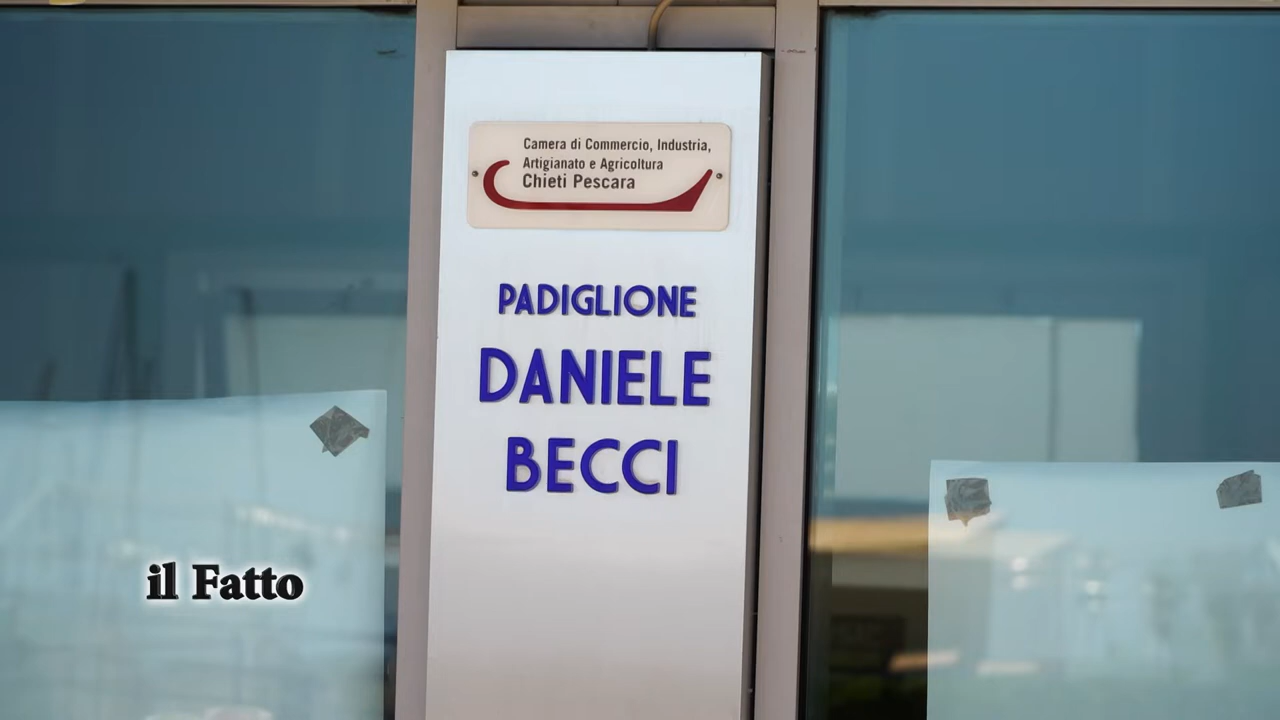 Camera di Commercio, Industria,
Artigianato e Agricoltura
Chieti Pescara
PADIGLIONE
DANIELE
BECCI
il Fatto